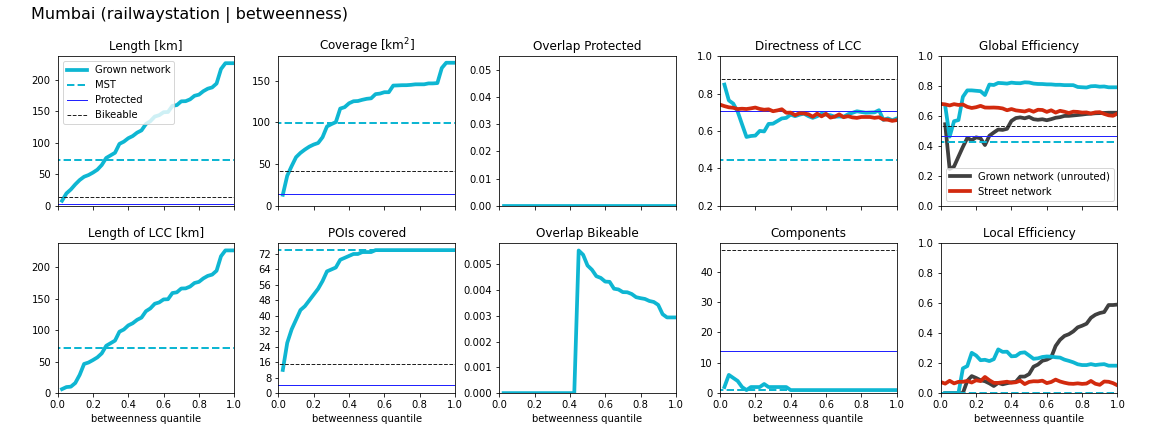 Mumbai (railwaystation | betweenness)
Length [km]
Coverage [km²]
Overlap Protected
Directness of LCC
Global Efficiency
Grown network
MST
Protected
Bikeable
0
50
100
150
200
0
50
100
150
0.00
0.01
0.02
0.03
0.04
0.05
0.2
0.4
0.6
0.8
1.0
0.0
0.2
0.4
0.6
0.8
1.0
Grown network (unrouted)
Street network
Length of LCC [km]
POIs covered
Overlap Bikeable
Components
Local Efficiency
0
50
100
150
200
0
8
16
22
32
40
48
56
64
72
0.000
0.001
0.002
0.003
0.004
0.005
0
10
20
30
40
0.0
0.2
0.4
0.6
0.8
1.0
0.0 0.2 0.4 0.6 0.8 1.0
0.0 0.2 0.4 0.6 0.8 1.0
0.0 0.2 0.4 0.6 0.8 1.0
0.0 0.2 0.4 0.6 0.8 1.0
0.0 0.2 0.4 0.6 0.8 1.0
betweenness quantile
betweenness quantile
betweenness quantile
betweenness quantile
betweenness quantile